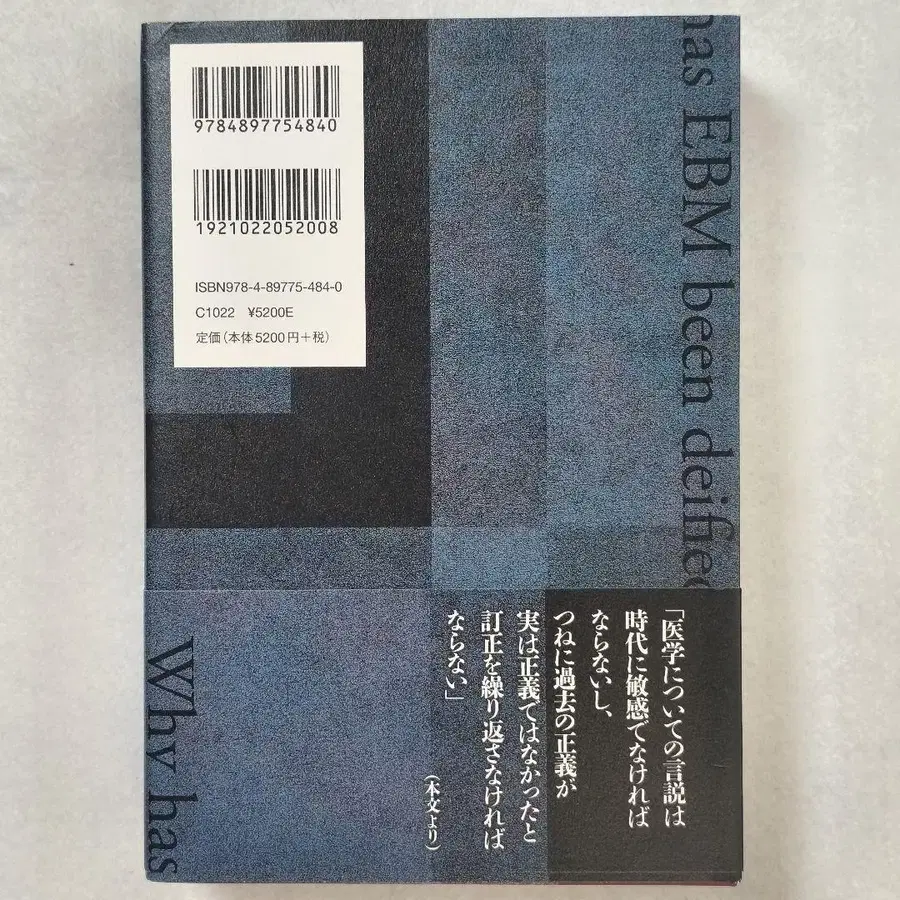 9784897754840
1921022052008
ISBN978-4-89775-484-0
C1022 ¥5200E
定価(本体5200円+税)
has EBM been deified
「医学についての言説は
時代に敏感でなければ
ならないし、
つねに過去の正義が
実は正義ではなかったと
訂正を繰り返さなければ
ならない」
(本文より)
Why has